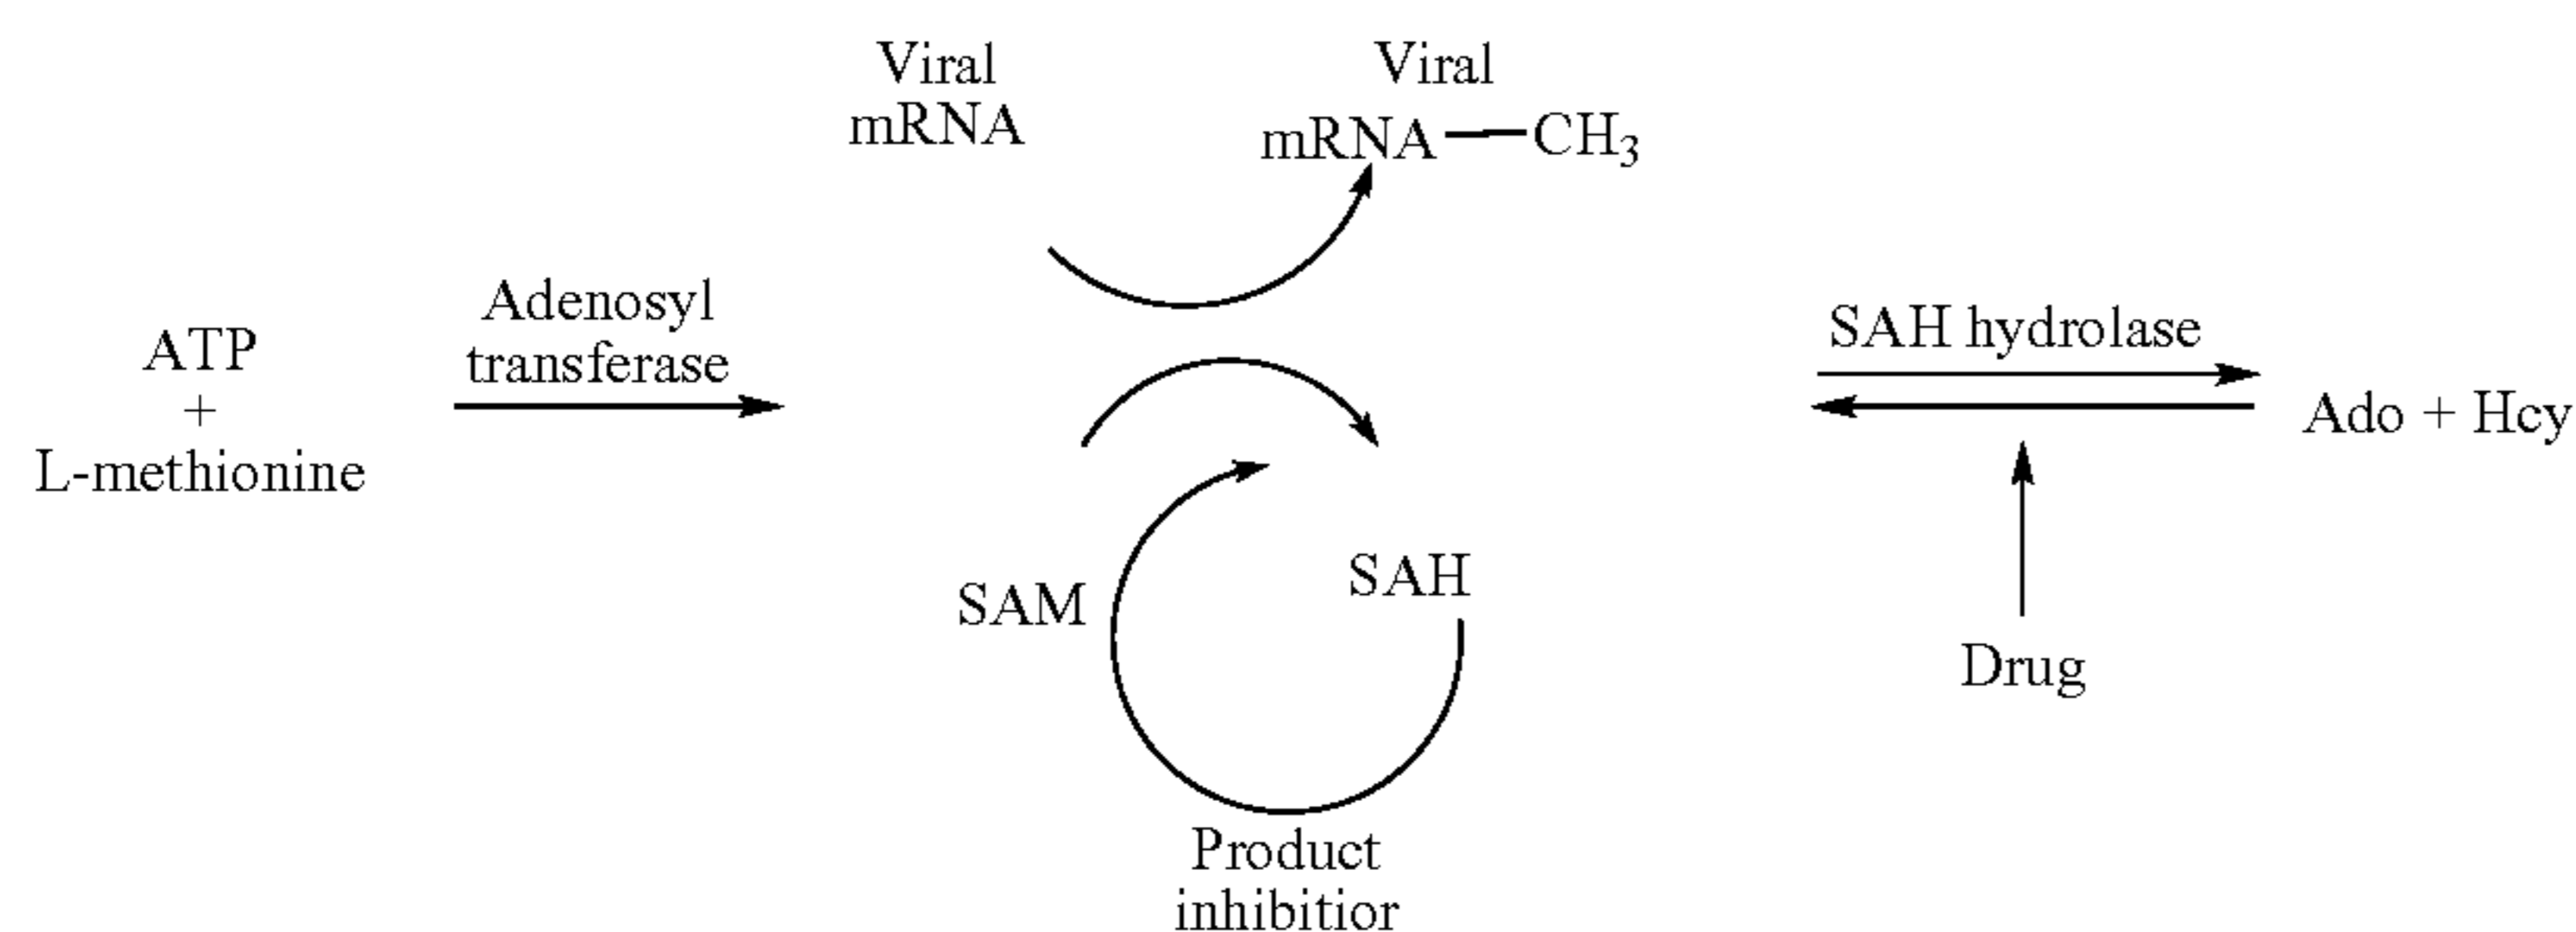 Viral
mRNA
Viral
mRNA—CH₃
Adenosyl
transferase
ATP
+
L-methionine
SAH hydrolase
Ado + Hcy
SAM
SAH
Drug
Product
inhibitior